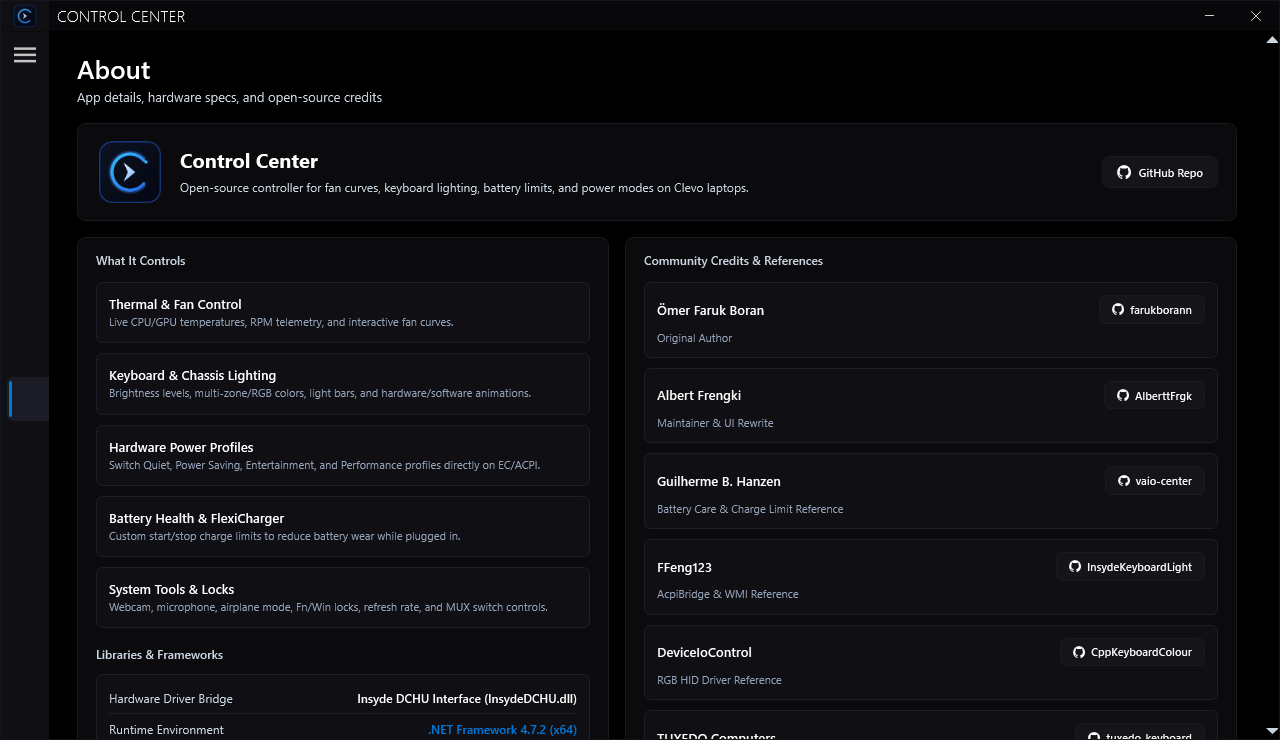 CONTROL CENTER
About
App details, hardware specs, and open-source credits
Control Center
Open-source controller for fan curves, keyboard lighting, battery limits, and power modes on Clevo laptops.
GitHub Repo
What It Controls
Thermal & Fan Control
Live CPU/GPU temperatures, RPM telemetry, and interactive fan curves.
Keyboard & Chassis Lighting
Brightness levels, multi-zone/RGB colors, light bars, and hardware/software animations.
Hardware Power Profiles
Switch Quiet, Power Saving, Entertainment, and Performance profiles directly on EC/ACPI.
Battery Health & FlexiCharger
Custom start/stop charge limits to reduce battery wear while plugged in.
System Tools & Locks
Webcam, microphone, airplane mode, Fn/Win locks, refresh rate, and MUX switch controls.
Libraries & Frameworks
Hardware Driver Bridge
Insyde DCHU Interface (InsydeDCHU.dll)
Runtime Environment
.NET Framework 4.7.2 (x64)
Community Credits & References
Ömer Faruk Boran
farukborann
Original Author
Albert Frengki
AlberttFrgk
Maintainer & UI Rewrite
Guilherme B. Hanzen
vaio-center
Battery Care & Charge Limit Reference
FFeng123
InsydeKeyboardLight
AcpiBridge & WMI Reference
DeviceIoControl
CppKeyboardColour
RGB HID Driver Reference
TUXEDO Computers
tuxedo-keyboard